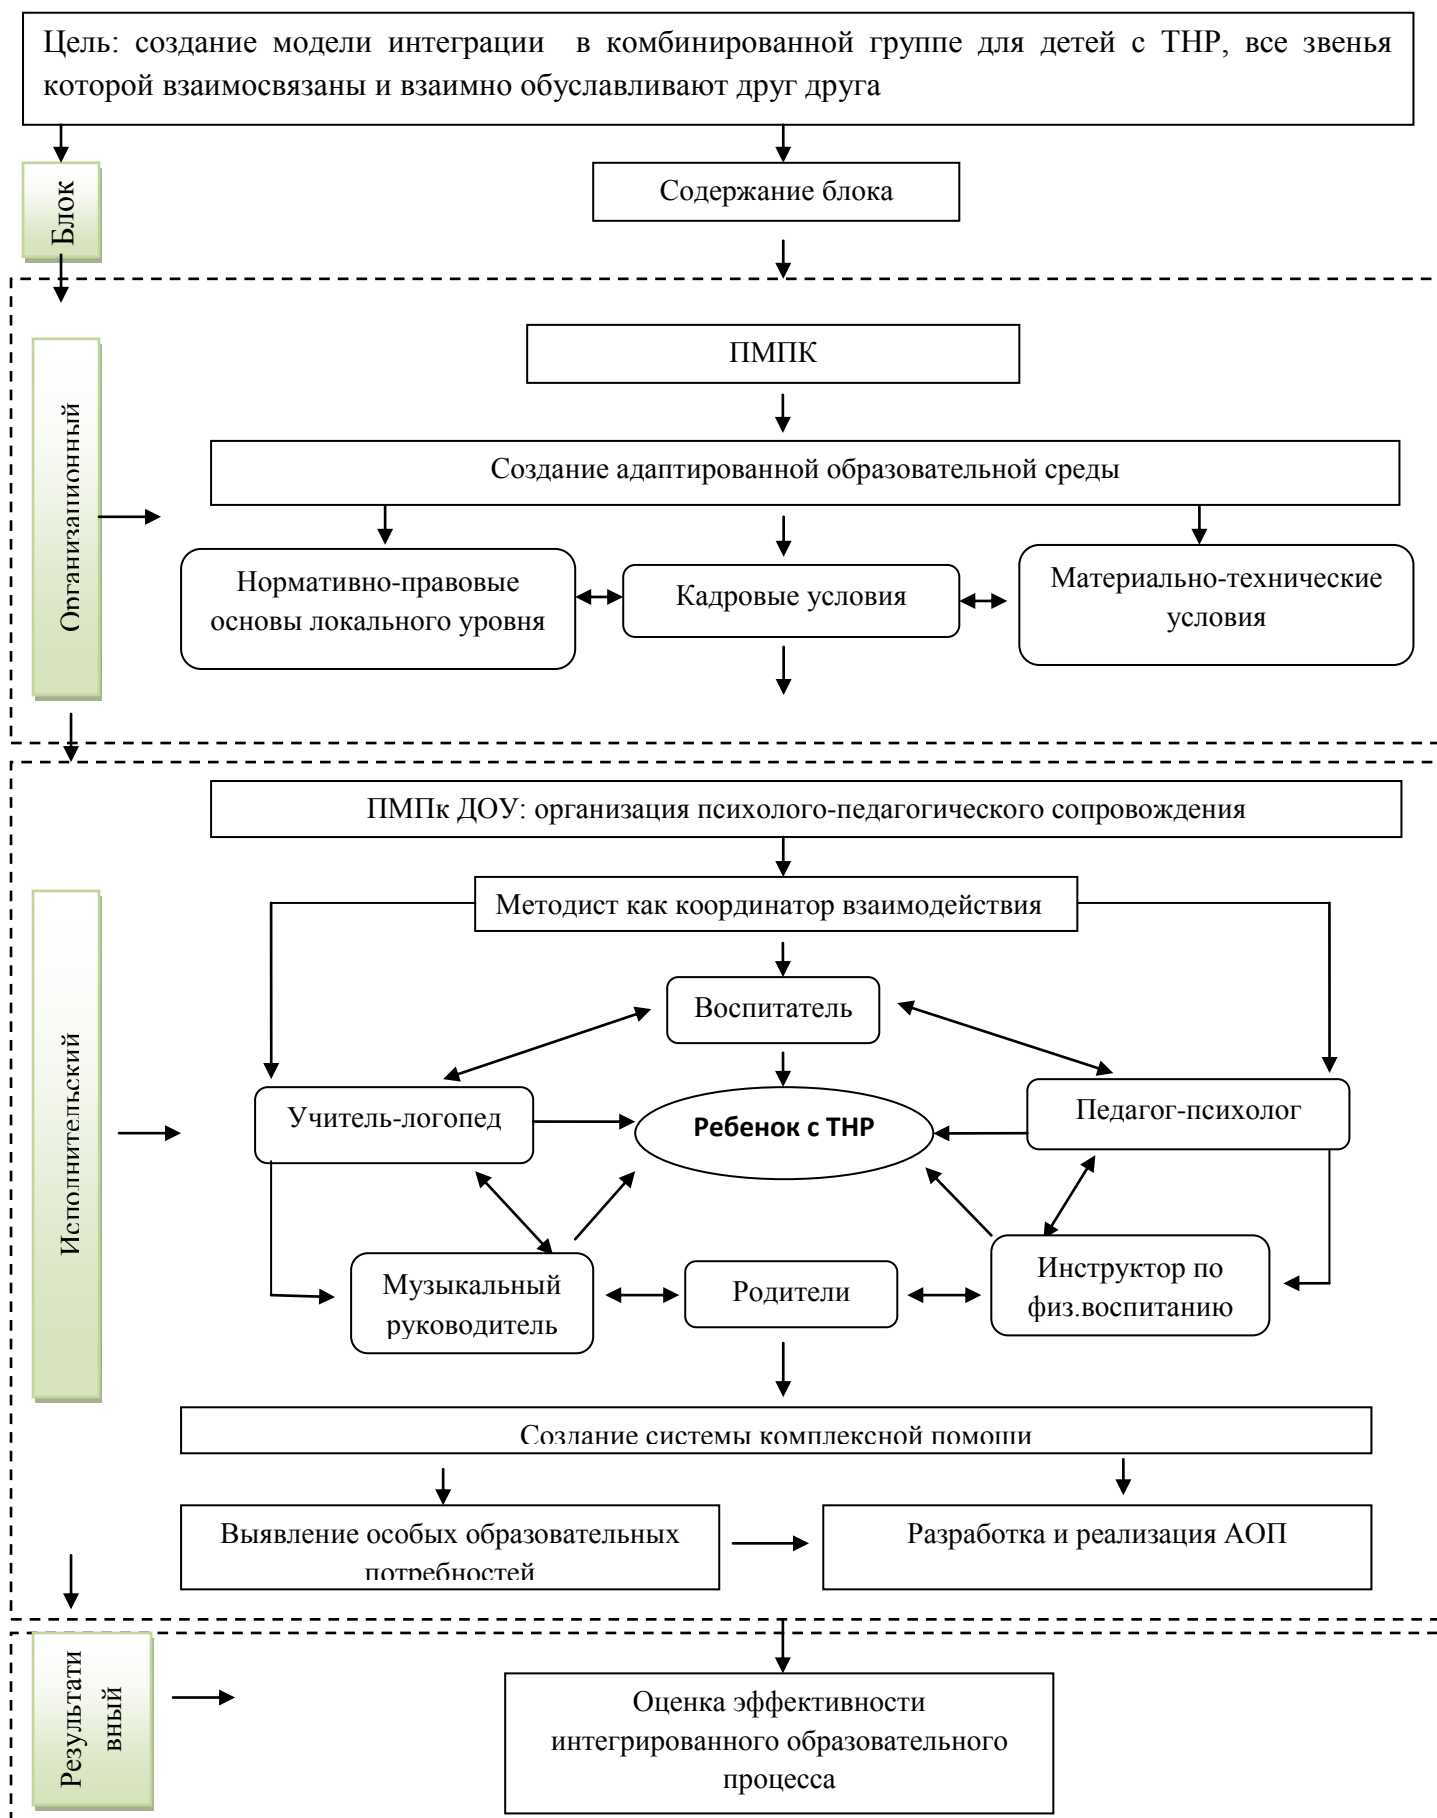 Цель: создание модели интеграции в комбинированной группе для детей с ТНР, все звенья
которой взаимосвязаны и взаимно обуславливают друг друга
Блок
Содержание блока
Организационный
ПМПК
Создание адаптированной образовательной среды
Нормативно-правовые
основы локального уровня
Кадровые условия
Материально-технические
условия
Исполнительский
ПМПк ДОУ: организация психолого-педагогического сопровождения
Методист как координатор взаимодействия
Воспитатель
Учитель-логопед
Ребенок с ТНР
Педагог-психолог
Музыкальный
руководитель
Родители
Инструктор по
физ.воспитанию
Создание системы комплексной помощи
Выявление особых образовательных
потребностей
Разработка и реализация АОП
Результати
вный
Оценка эффективности
интегрированного образовательного
процесса